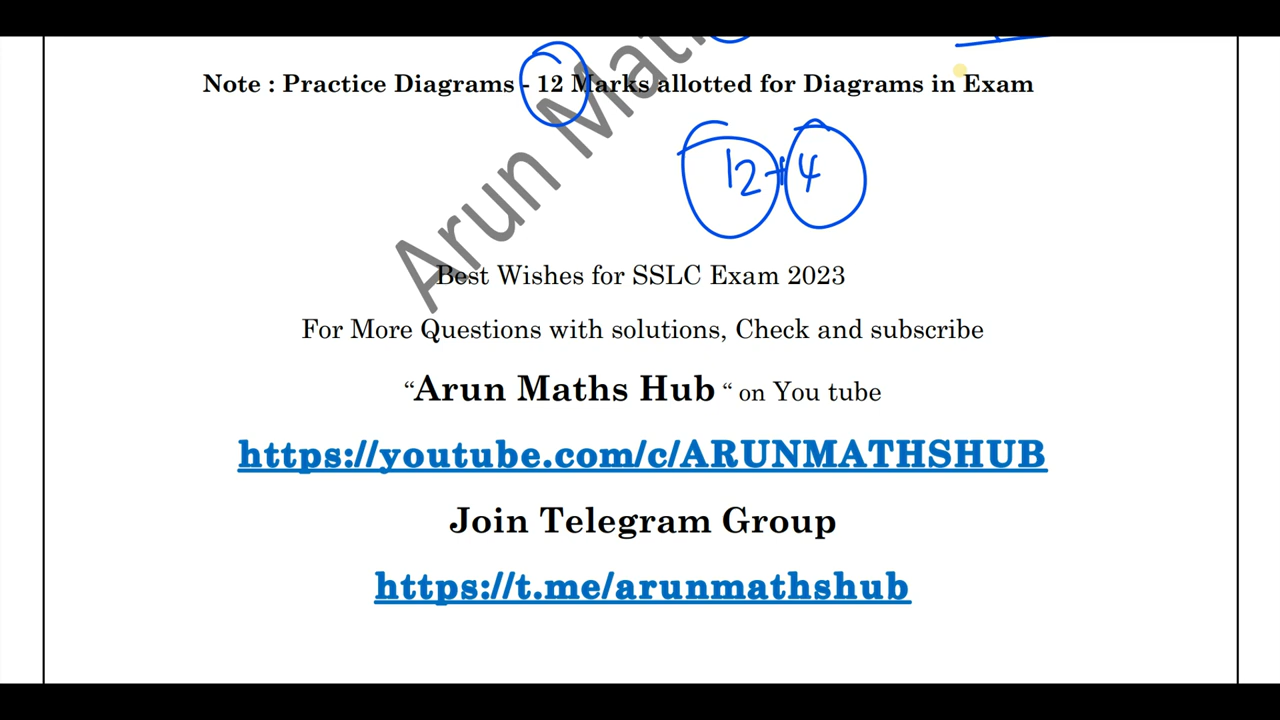 Note : Practice Diagrams - 12 Marks allotted for Diagrams in Exam
12 + 4
Arun Mat
Best Wishes for SSLC Exam 2023
For More Questions with solutions, Check and subscribe
“Arun Maths Hub “ on You tube
https://youtube.com/c/ARUNMATHSHUB
Join Telegram Group
https://t.me/arunmathshub